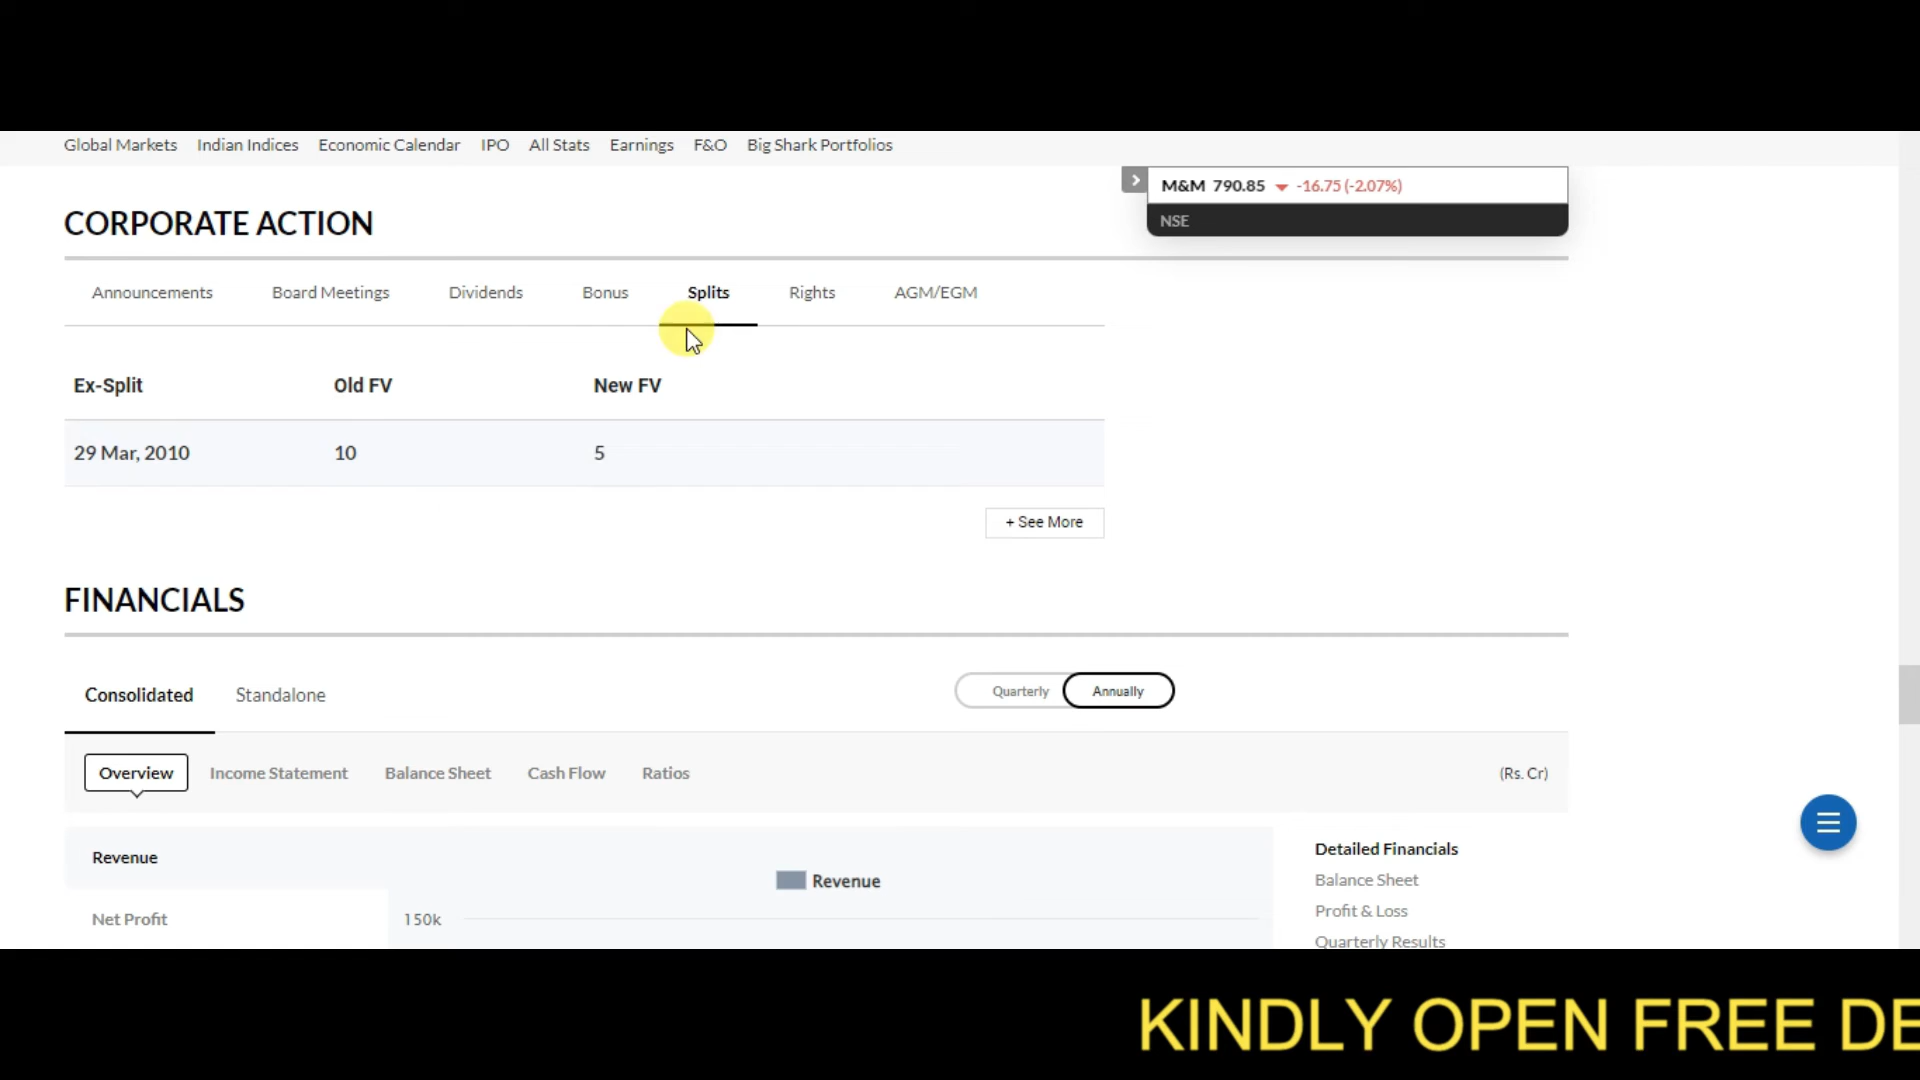 Global Markets Indian Indices Economic Calendar IPO All Stats Earnings F&O Big Shark Portfolios
M&M 790.85 ▼ -16.75 (-2.07%)
NSE
CORPORATE ACTION
Announcements Board Meetings Dividends Bonus Splits Rights AGM/EGM
Ex-Split Old FV New FV
29 Mar, 2010 10 5
+ See More
FINANCIALS
Consolidated Standalone Quarterly Annually
Overview Income Statement Balance Sheet Cash Flow Ratios (Rs. Cr)
Revenue
Net Profit
Revenue
150k
Detailed Financials
Balance Sheet
Profit & Loss
Quarterly Results
KINDLY OPEN FREE DE